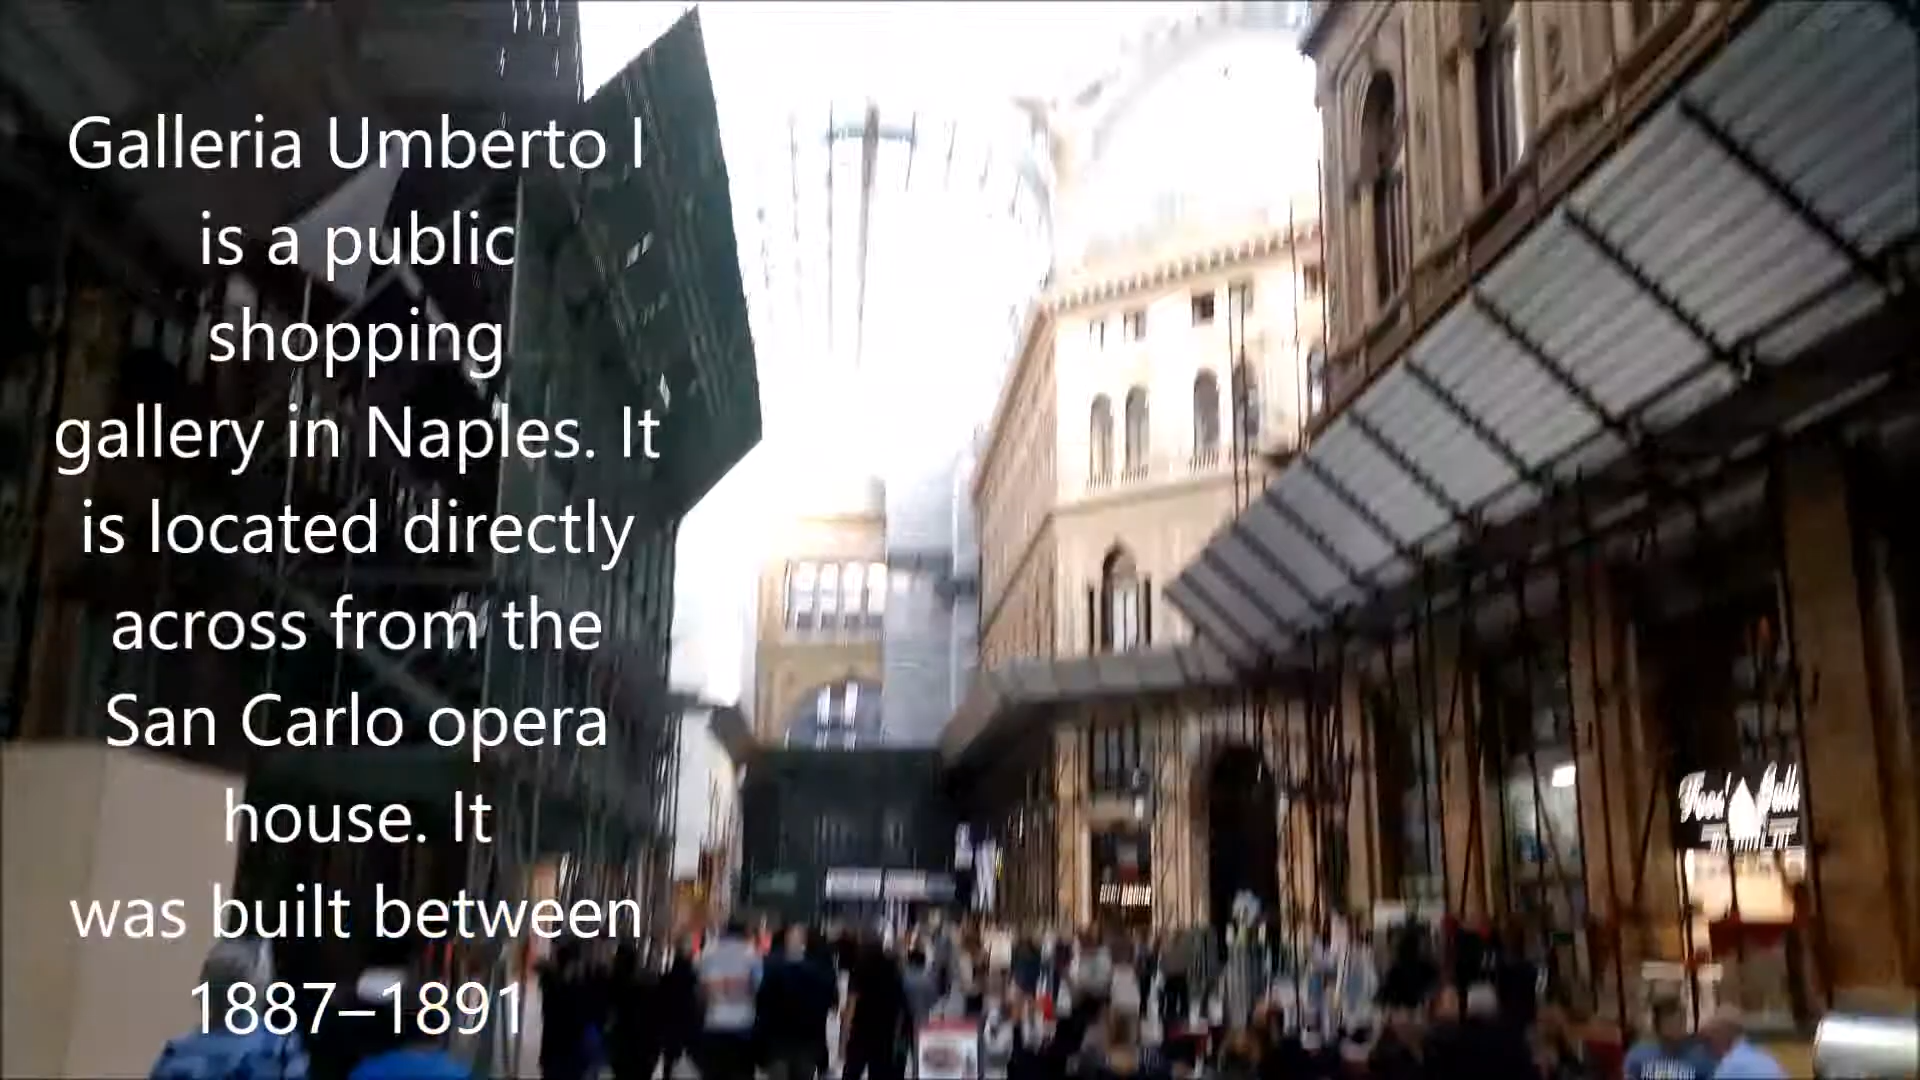 Galleria Umberto I
is a public
shopping
gallery in Naples. It
is located directly
across from the
San Carlo opera
house. It
was built between
1887–1891